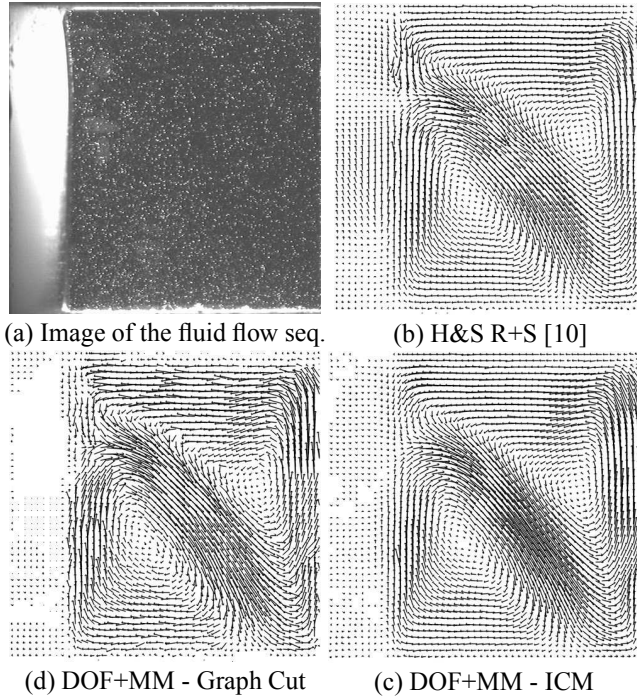 (a) Image of the fluid flow seq.
(b) H&S R+S [10]
(d) DOF+MM - Graph Cut
(c) DOF+MM - ICM